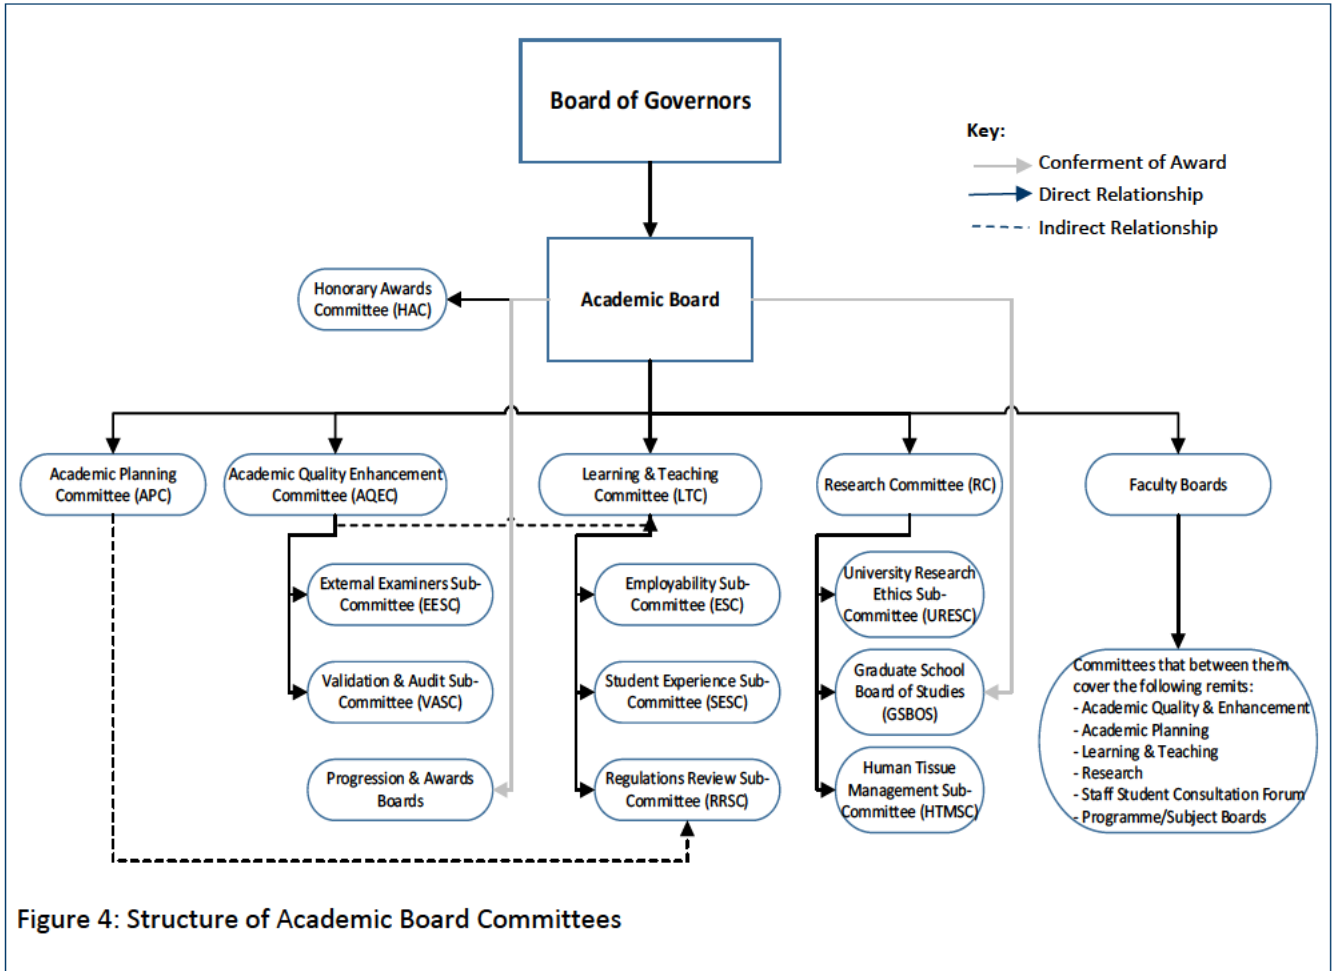 Board of Governors
Key:
Conferment of Award
Direct Relationship
Indirect Relationship
Honorary Awards
Committee (HAC)
Academic Board
Academic Planning
Committee (APC)
Academic Quality Enhancement
Committee (AQEC)
Learning & Teaching
Committee (LTC)
Research Committee (RC)
Faculty Boards
External Examiners Sub-
Committee (EESC)
Employability Sub-
Committee (ESC)
University Research
Ethics Sub-
Committee (URESC)
Validation & Audit Sub-
Committee (VASC)
Student Experience Sub-
Committee (SESC)
Graduate School
Board of Studies
(GSBOS)
Progression & Awards
Boards
Regulations Review Sub-
Committee (RRSC)
Human Tissue
Management Sub-
Committee (HTMSC)
Committees that between them
cover the following remits:
- Academic Quality & Enhancement
- Academic Planning
- Learning & Teaching
- Research
- Staff Student Consultation Forum
- Programme/Subject Boards
Figure 4: Structure of Academic Board Committees